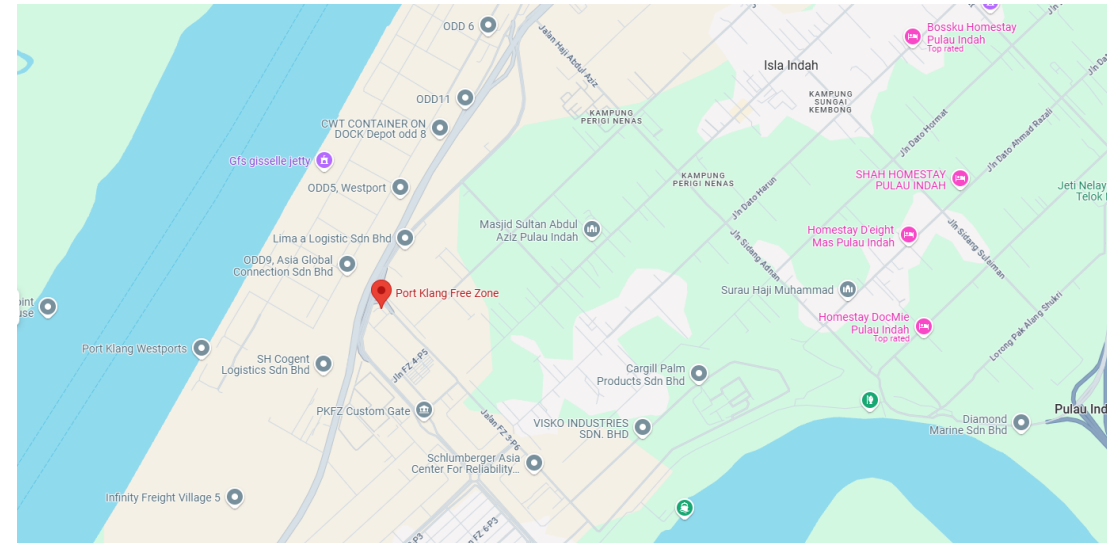 ODD 6
Jalan Haji Abdul Aziz
Bossku Homestay
Pulau Indah
Top rated
Isla Indah
ODD11
KAMPUNG
SUNGAI
KEMBONG
KAMPUNG
PERIGI NENAS
CWT CONTAINER ON
DOCK Depot odd 8
Jln Dato Hormat
Jln Dato Ahmad Razali
Gfs gisselle jetty
ODD5, Westport
KAMPUNG
PERIGI NENAS
SHAH HOMESTAY
PULAU INDAH
Jeti Nelay
Telok
Jln Dato Harun
Masjid Sultan Abdul
Aziz Pulau Indah
Lima a Logistic Sdn Bhd
Homestay D'eight
Mas Pulau Indah
Jln Sidang Sulaiman
Jln Sidang Adnan
ODD9, Asia Global
Connection Sdn Bhd
Port Klang Free Zone
Surau Haji Muhammad
oint
use
Homestay DocMie
Pulau Indah
Top rated
Lorong Pak Alang Shukri
Port Klang Westports
SH Cogent
Logistics Sdn Bhd
Jln FZ 4-P5
Cargill Palm
Products Sdn Bhd
PKFZ Custom Gate
Jalan FZ 3-P6
VISKO INDUSTRIES
SDN. BHD
Diamond
Marine Sdn Bhd
Pulau Ind
Schlumberger Asia
Center For Reliability...
Infinity Freight Village 5
FZ 6-P3
P3